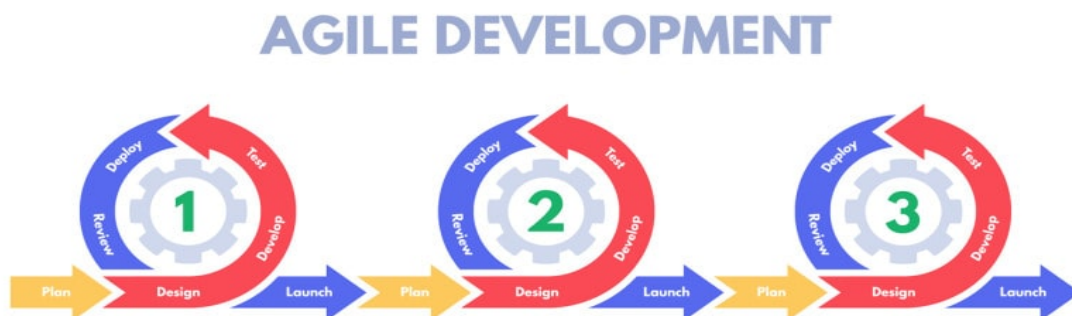 AGILE DEVELOPMENT
Plan
Design
Develop
Test
Deploy
Review
Launch
1
Plan
Design
Develop
Test
Deploy
Review
Launch
2
Plan
Design
Develop
Test
Deploy
Review
Launch
3